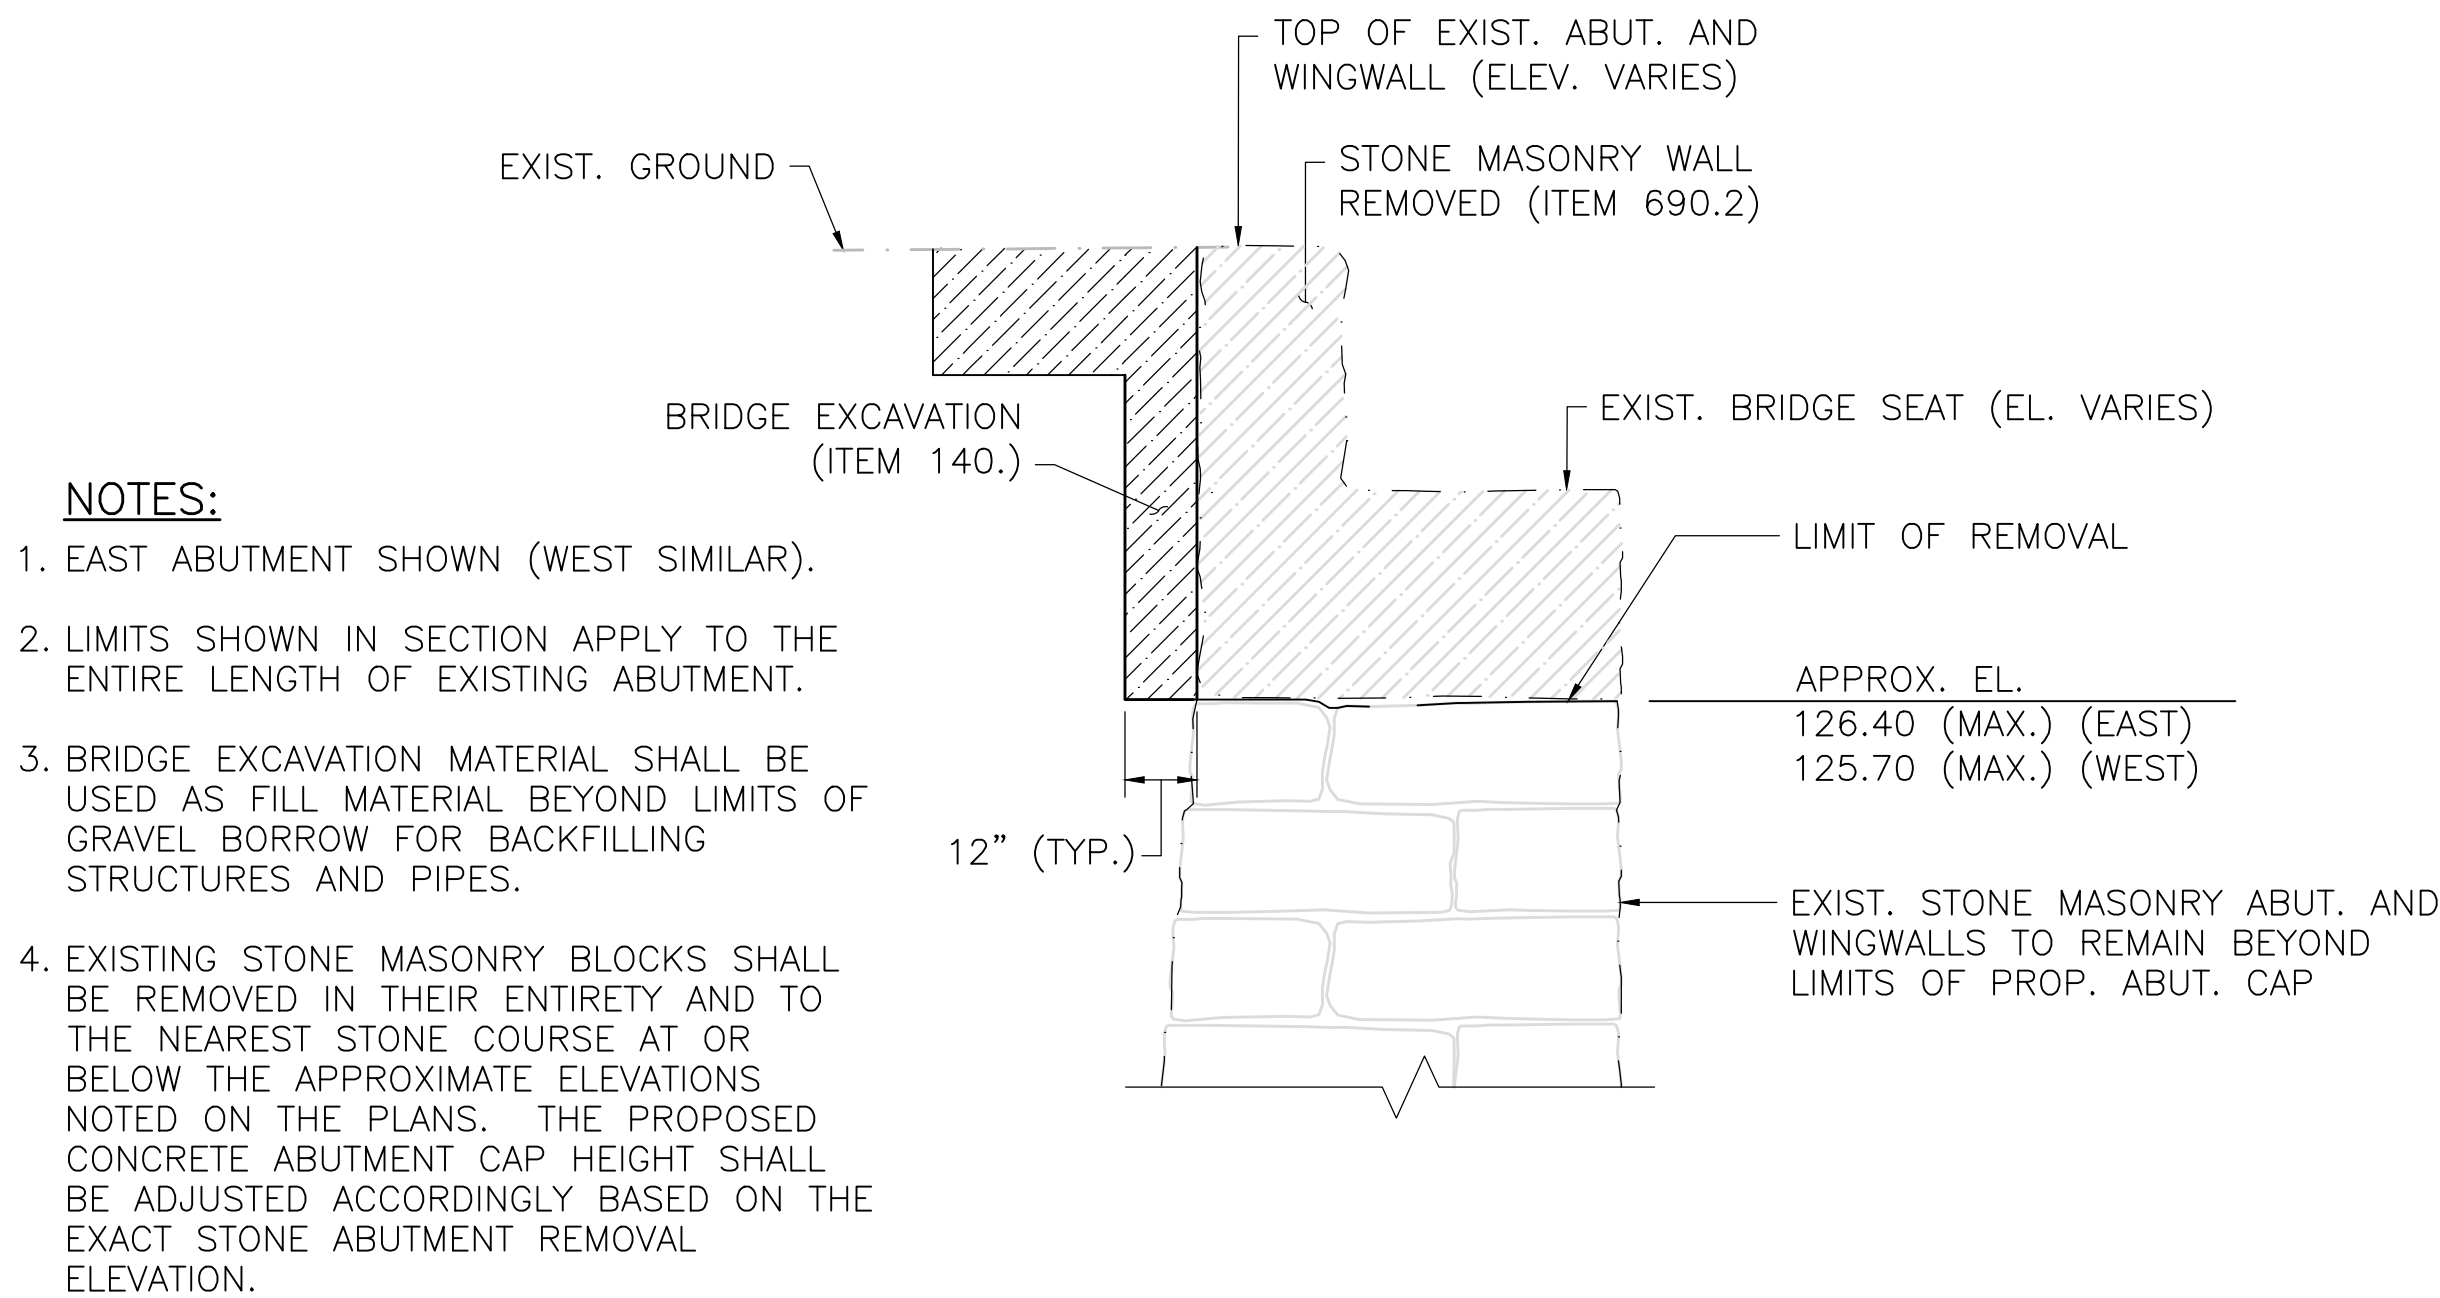 TOP OF EXIST. ABUT. AND
WINGWALL (ELEV. VARIES)
EXIST. GROUND
STONE MASONRY WALL
REMOVED (ITEM 690.2)
BRIDGE EXCAVATION
(ITEM 140.)
EXIST. BRIDGE SEAT (EL. VARIES)
LIMIT OF REMOVAL
APPROX. EL.
126.40 (MAX.) (EAST)
125.70 (MAX.) (WEST)
12” (TYP.)
EXIST. STONE MASONRY ABUT. AND
WINGWALLS TO REMAIN BEYOND
LIMITS OF PROP. ABUT. CAP
NOTES:
1. EAST ABUTMENT SHOWN (WEST SIMILAR).
2. LIMITS SHOWN IN SECTION APPLY TO THE
ENTIRE LENGTH OF EXISTING ABUTMENT.
3. BRIDGE EXCAVATION MATERIAL SHALL BE
USED AS FILL MATERIAL BEYOND LIMITS OF
GRAVEL BORROW FOR BACKFILLING
STRUCTURES AND PIPES.
4. EXISTING STONE MASONRY BLOCKS SHALL
BE REMOVED IN THEIR ENTIRETY AND TO
THE NEAREST STONE COURSE AT OR
BELOW THE APPROXIMATE ELEVATIONS
NOTED ON THE PLANS. THE PROPOSED
CONCRETE ABUTMENT CAP HEIGHT SHALL
BE ADJUSTED ACCORDINGLY BASED ON THE
EXACT STONE ABUTMENT REMOVAL
ELEVATION.